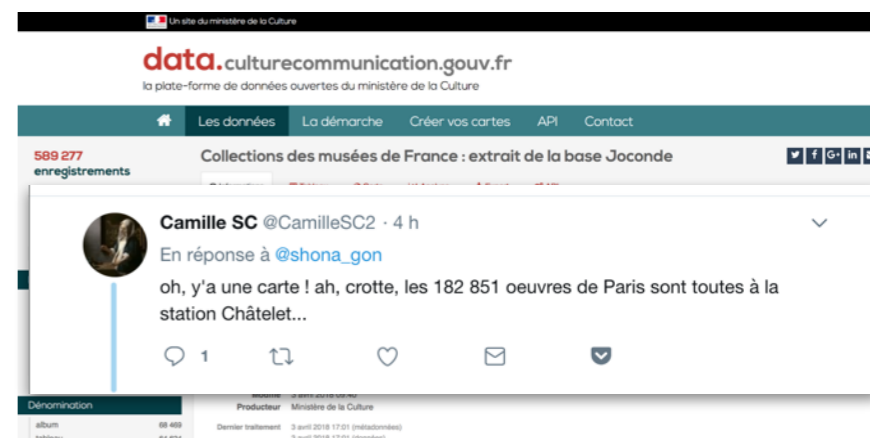 Un site du ministère de la Culture
data.culturecommunication.gouv.fr
la plate-forme de données ouvertes du ministère de la Culture
Les données La démarche Créer vos cartes API Contact
589 277
enregistrements
Collections des musées de France : extrait de la base Joconde
Camille SC @CamilleSC2 · 4 h
En réponse à @shona_gon
oh, y'a une carte ! ah, crotte, les 182 851 oeuvres de Paris sont toutes à la
station Châtelet...
1
Producteur Ministère de la Culture
Dénomination
album 68 469
Dernier traitement 3 avril 2018 17:01 (métadonnées)